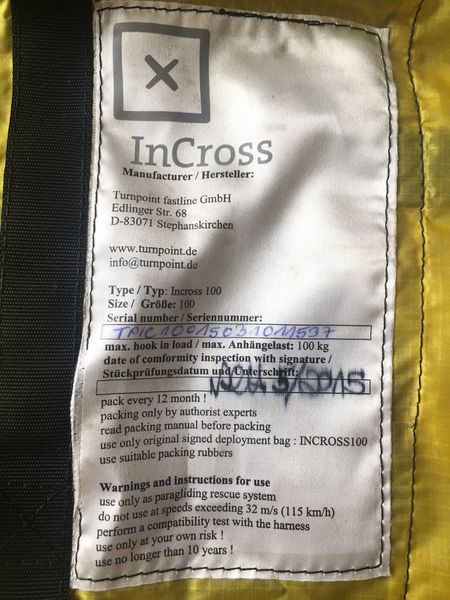 InCross
Manufacturer / Hersteller:
Turnpoint fastline GmbH
Edlinger Str. 68
D-83071 Stephanskirchen
www.turnpoint.de
info@turnpoint.de
Type / Typ: Incross 100
Size / Größe: 100
Serial number / Seriennummer:
TPIC10015031011537
max. hook in load / max. Anhängelast: 100 kg
date of comformity inspection with signature /
Stückprüfungsdatum und Unterschrift:
pack every 12 month !
packing only by authorist experts
read packing manual before packing
use only original signed deployment bag : INCROSS100
use suitable packing rubbers
Warnings and instructions for use
use only as paragliding rescue system
do not use at speeds exceeding 32 m/s (115 km/h)
perform a compatibility test with the harness
use only at your own risk !
use no longer than 10 years !